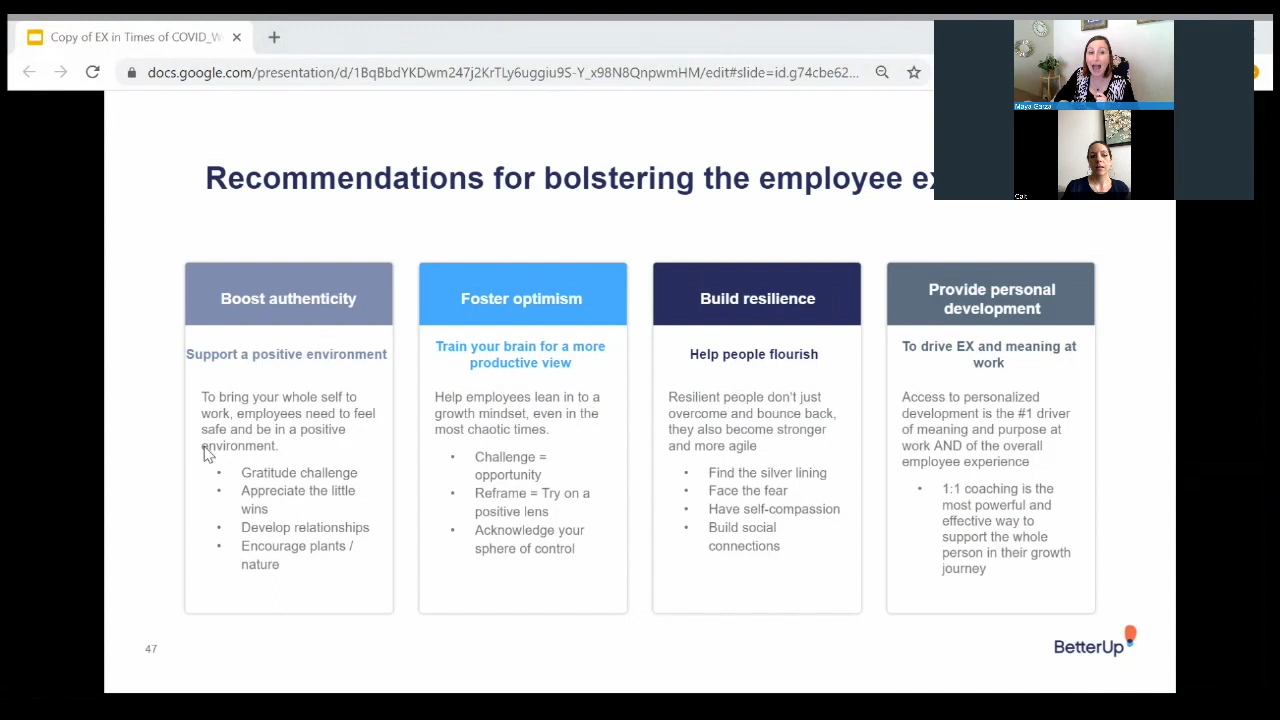 Copy of EX in Times of COVID_W
docs.google.com/presentation/d/1BqBbdYKDwm247j2KrTLy6uggiu9S-Y_x98N8QnpwmHM/edit#slide=id.g74cbe62...
Maya Garza
Cait
Recommendations for bolstering the employee
Boost authenticity
Support a positive environment
To bring your whole self to
work, employees need to feel
safe and be in a positive
environment.
• Gratitude challenge
• Appreciate the little
wins
• Develop relationships
• Encourage plants /
nature
Foster optimism
Train your brain for a more
productive view
Help employees lean in to a
growth mindset, even in the
most chaotic times.
• Challenge =
opportunity
• Reframe = Try on a
positive lens
• Acknowledge your
sphere of control
Build resilience
Help people flourish
Resilient people don't just
overcome and bounce back,
they also become stronger
and more agile
• Find the silver lining
• Face the fear
• Have self-compassion
• Build social
connections
Provide personal
development
To drive EX and meaning at
work
Access to personalized
development is the #1 driver
of meaning and purpose at
work AND of the overall
employee experience
• 1:1 coaching is the
most powerful and
effective way to
support the whole
person in their growth
journey
47
BetterUp